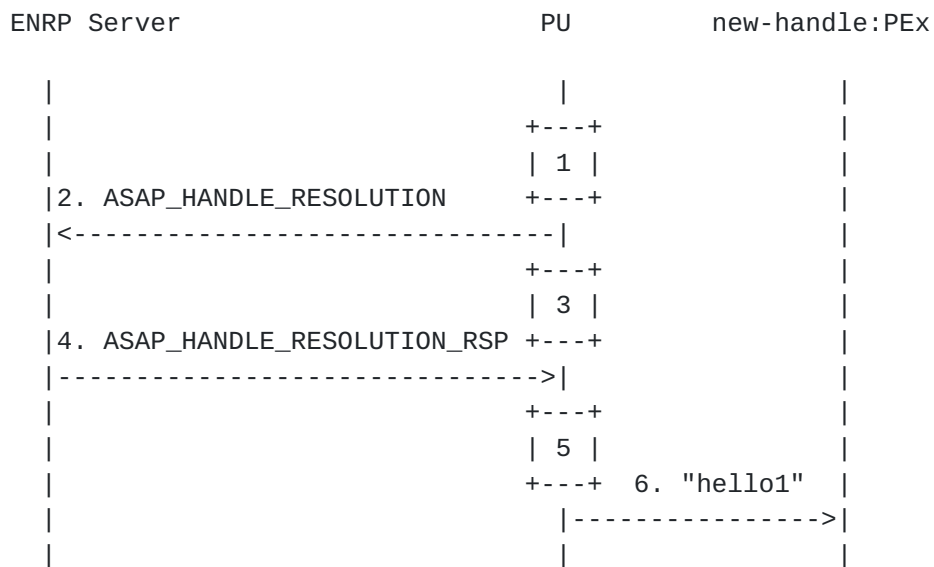 ENRP Server                       PU         new-handle:PEx

  |                                 |                  |
  |                               +---+                |
  |                               | 1 |                |
  |2. ASAP_HANDLE_RESOLUTION     +---+                |
  |<-------------------------------|                  |
  |                               +---+                |
  |                               | 3 |                |
  |4. ASAP_HANDLE_RESOLUTION_RSP +---+                |
  |------------------------------->|                  |
  |                               +---+                |
  |                               | 5 |                |
  |                               +---+  6. "hello1"  |
  |                                 |---------------->|
  |                                 |                  |